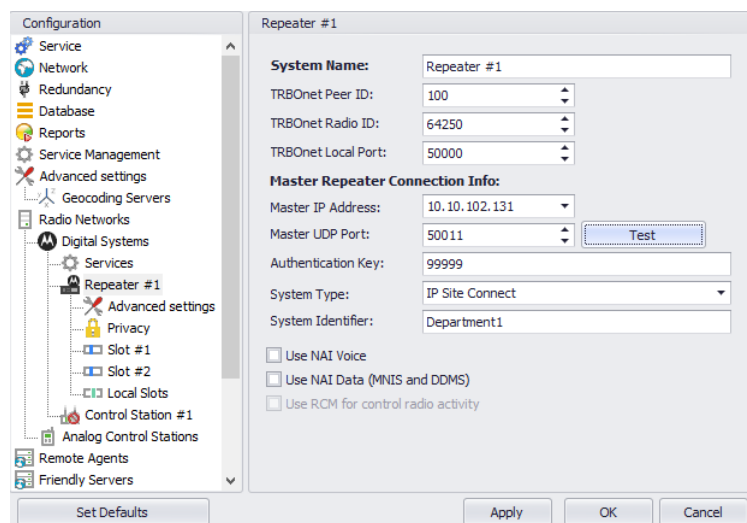 Configuration
Service
Network
Redundancy
Database
Reports
Service Management
Advanced settings
Geocoding Servers
Radio Networks
Digital Systems
Services
Repeater #1
Advanced settings
Privacy
Slot #1
Slot #2
Local Slots
Control Station #1
Analog Control Stations
Remote Agents
Friendly Servers
Repeater #1
System Name: Repeater #1
TRBOnet Peer ID: 100
TRBOnet Radio ID: 64250
TRBOnet Local Port: 50000
Master Repeater Connection Info:
Master IP Address: 10.10.102.131
Master UDP Port: 50011 Test
Authentication Key: 99999
System Type: IP Site Connect
System Identifier: Department1
Use NAI Voice
Use NAI Data (MNIS and DDMS)
Use RCM for control radio activity
Set Defaults Apply OK Cancel